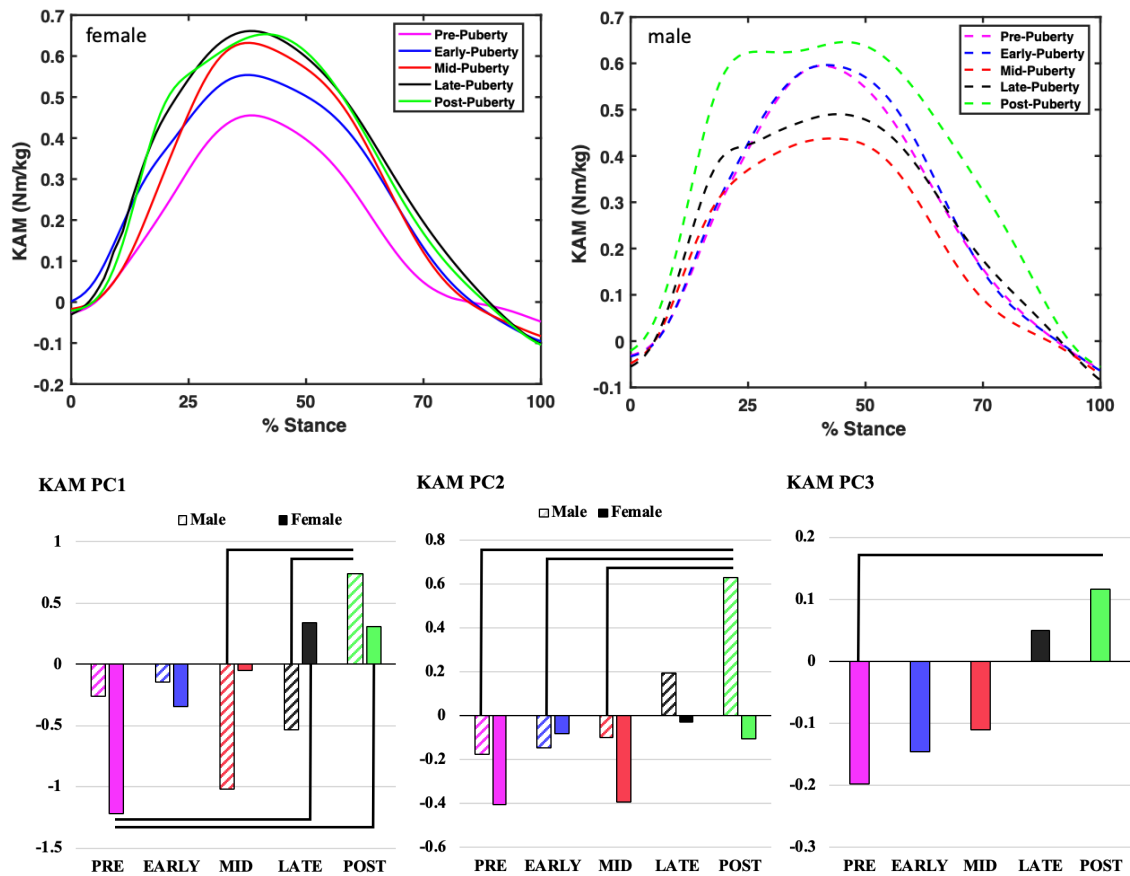 female
KAM (Nm/kg)
0.7
0.6
0.5
0.4
0.3
0.2
0.1
0
-0.1
-0.2
0 25 50 70 100
% Stance
Pre-Puberty
Early-Puberty
Mid-Puberty
Late-Puberty
Post-Puberty
male
KAM (Nm/kg)
0.7
0.6
0.5
0.4
0.3
0.2
0.1
0
-0.1
0 25 50 70 100
% Stance
Pre-Puberty
Early-Puberty
Mid-Puberty
Late-Puberty
Post-Puberty
KAM PC1
Male Female
1
0.5
0
-0.5
-1
-1.5
PRE EARLY MID LATE POST
KAM PC2
Male Female
0.8
0.6
0.4
0.2
0
-0.2
-0.4
-0.6
PRE EARLY MID LATE POST
KAM PC3
0.2
0.1
0
-0.1
-0.2
-0.3
PRE EARLY MID LATE POST